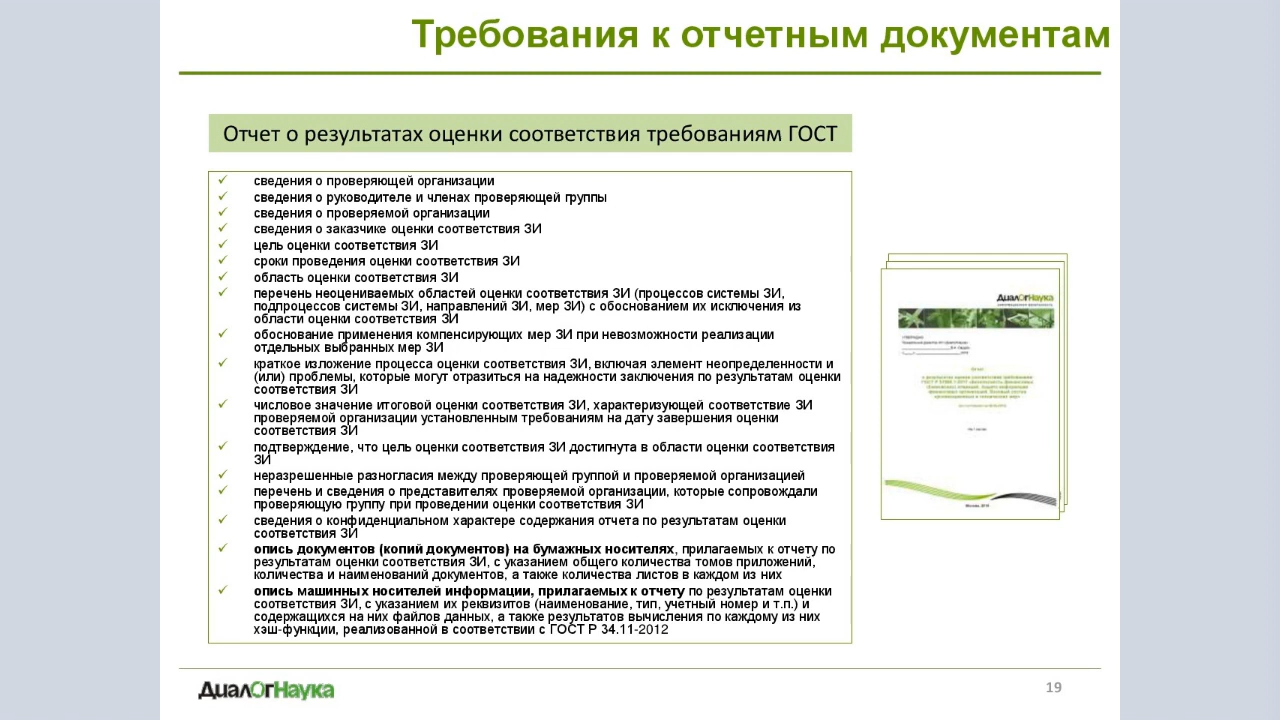 Требования к отчетным документам
Отчет о результатах оценки соответствия требованиям ГОСТ
✓ сведения о проверяющей организации
✓ сведения о руководителе и членах проверяющей группы
✓ сведения о проверяемой организации
✓ сведения о заказчике оценки соответствия ЗИ
✓ цель оценки соответствия ЗИ
✓ сроки проведения оценки соответствия ЗИ
✓ область оценки соответствия ЗИ
✓ перечень неоцениваемых областей оценки соответствия ЗИ (процессов системы ЗИ,
подпроцессов системы ЗИ, направлений ЗИ, мер ЗИ) с обоснованием их исключения из
области оценки соответствия ЗИ
✓ обоснование применения компенсирующих мер ЗИ при невозможности реализации
отдельных выбранных мер ЗИ
✓ краткое изложение процесса оценки соответствия ЗИ, включая элемент неопределенности и
(или) проблемы, которые могут отразиться на надежности заключения по результатам оценки
соответствия ЗИ
✓ числовое значение итоговой оценки соответствия ЗИ, характеризующей соответствие ЗИ
проверяемой организации установленным требованиям на дату завершения оценки
соответствия ЗИ
✓ подтверждение, что цель оценки соответствия ЗИ достигнута в области оценки соответствия
ЗИ
✓ неразрешенные разногласия между проверяющей группой и проверяемой организацией
✓ перечень и сведения о представителях проверяемой организации, которые сопровождали
проверяющую группу при проведении оценки соответствия ЗИ
✓ сведения о конфиденциальном характере содержания отчета по результатам оценки
соответствия ЗИ
✓ опись документов (копий документов) на бумажных носителях, прилагаемых к отчету по
результатам оценки соответствия ЗИ, с указанием общего количества томов приложений,
количества и наименований документов, а также количества листов в каждом из них
✓ опись машинных носителей информации, прилагаемых к отчету по результатам оценки
соответствия ЗИ, с указанием их реквизитов (наименование, тип, учетный номер и т.п.) и
содержащихся на них файлов данных, а также результатов вычисления по каждому из них
хэш-функции, реализованной в соответствии с ГОСТ Р 34.11-2012
ДиалОгНаука
Отчет
ДиалОгНаука
19